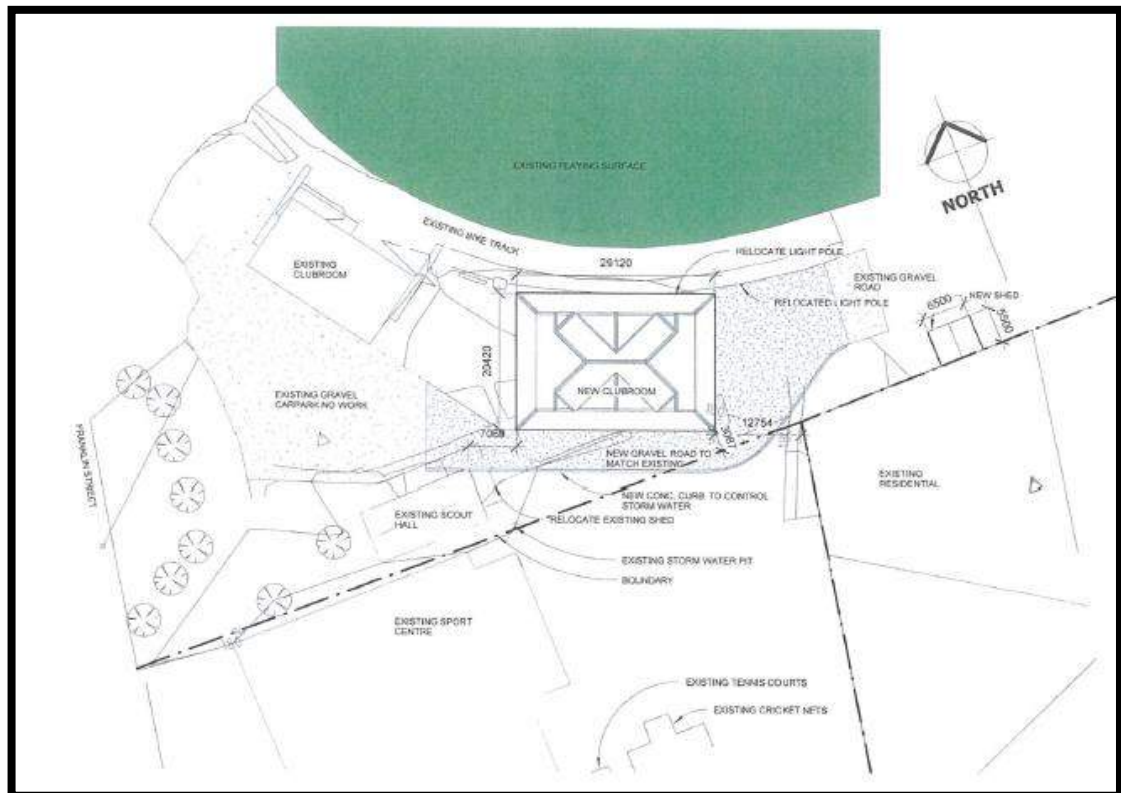 EXISTING PLAYING SURFACE
NORTH
EXISTING BIKE TRACK
RELOCATE LIGHT POLE
29120
EXISTING
CLUBROOM
EXISTING GRAVEL
ROAD
RELOCATED LIGHT POLE
NEW SHED
6500
5500
20420
NEW CLUBROOM
EXISTING GRAVEL
CARPARK NO WORK
7068
3087
12754
FRANKLIN STREET
NEW GRAVEL ROAD TO
MATCH EXISTING
EXISTING
RESIDENTIAL
NEW CONC. CURB TO CONTROL
STORM WATER
EXISTING SCOUT
HALL
RELOCATE EXISTING SHED
EXISTING STORM WATER PIT
BOUNDARY
EXISTING SPORT
CENTRE
EXISTING TENNIS COURTS
EXISTING CRICKET NETS